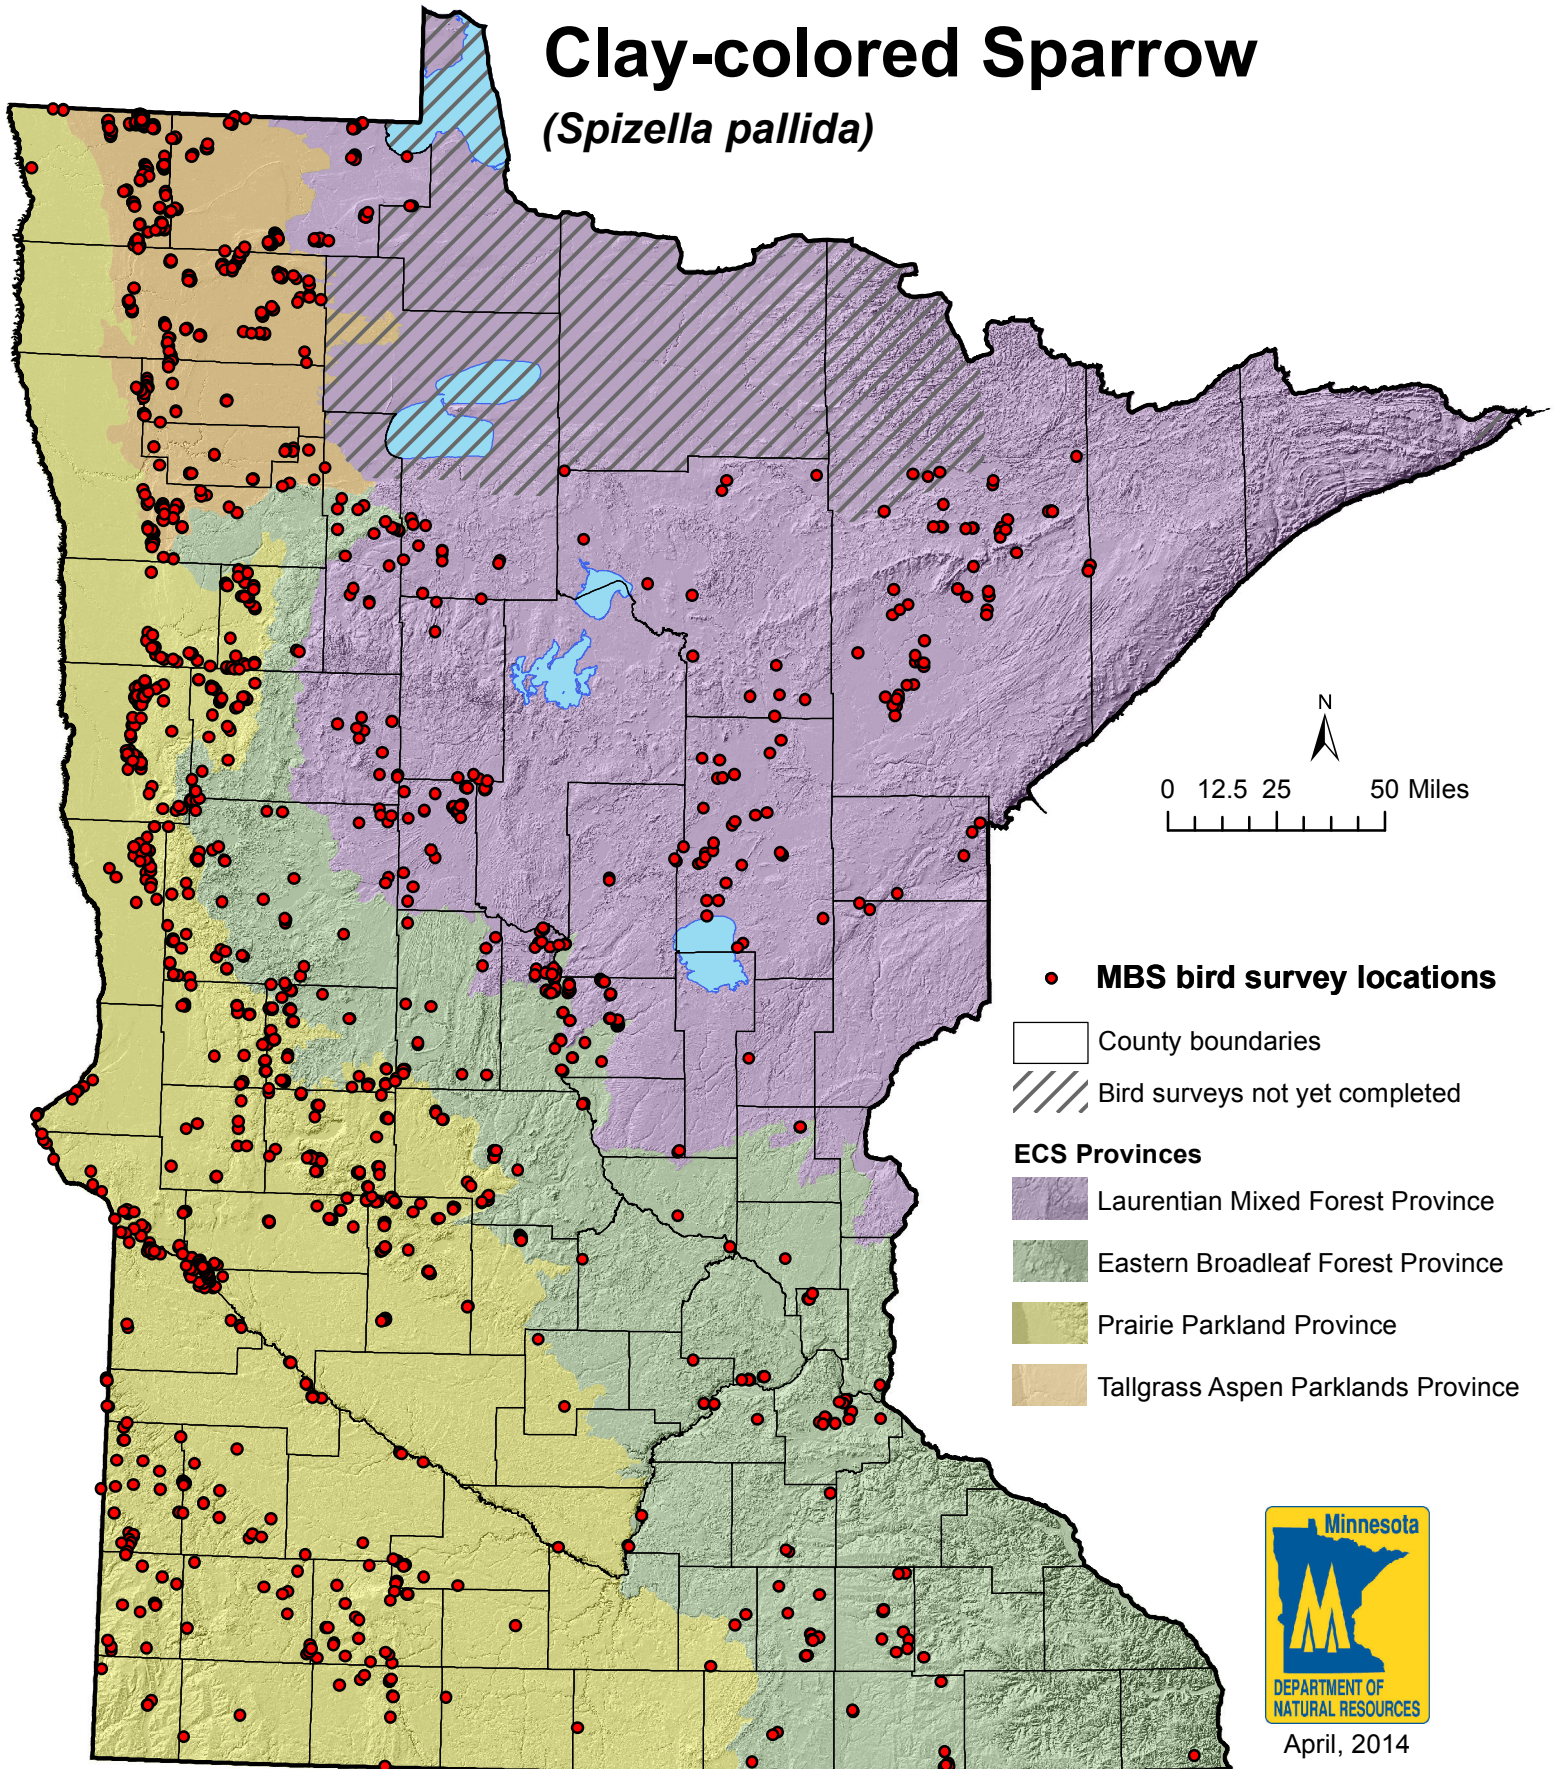 Clay-colored Sparrow
(Spizella pallida)
N
0 12.5 25 50 Miles
MBS bird survey locations
County boundaries
Bird surveys not yet completed
ECS Provinces
Laurentian Mixed Forest Province
Eastern Broadleaf Forest Province
Prairie Parkland Province
Tallgrass Aspen Parklands Province
Minnesota
DEPARTMENT OF
NATURAL RESOURCES
April, 2014